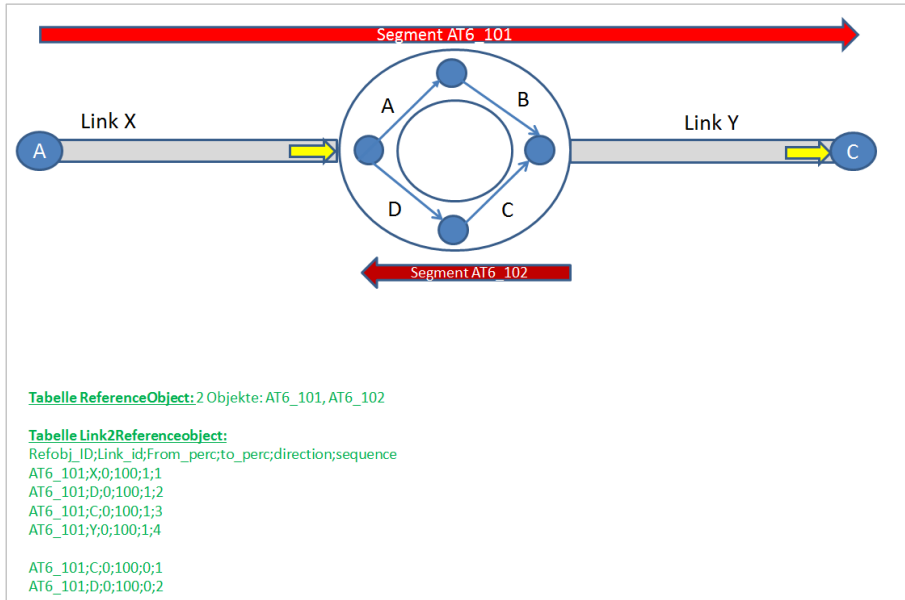 Segment AT6_101
Link X
Link Y
A
B
A
C
D
C
Segment AT6_102
Tabelle ReferenceObject: 2 Objekte: AT6_101, AT6_102
Tabelle Link2Referenceobject:
Refobj_ID;Link_id;From_perc;to_perc;direction;sequence
AT6_101;X;0;100;1;1
AT6_101;D;0;100;1;2
AT6_101;C;0;100;1;3
AT6_101;Y;0;100;1;4
AT6_101;C;0;100;0;1
AT6_101;D;0;100;0;2